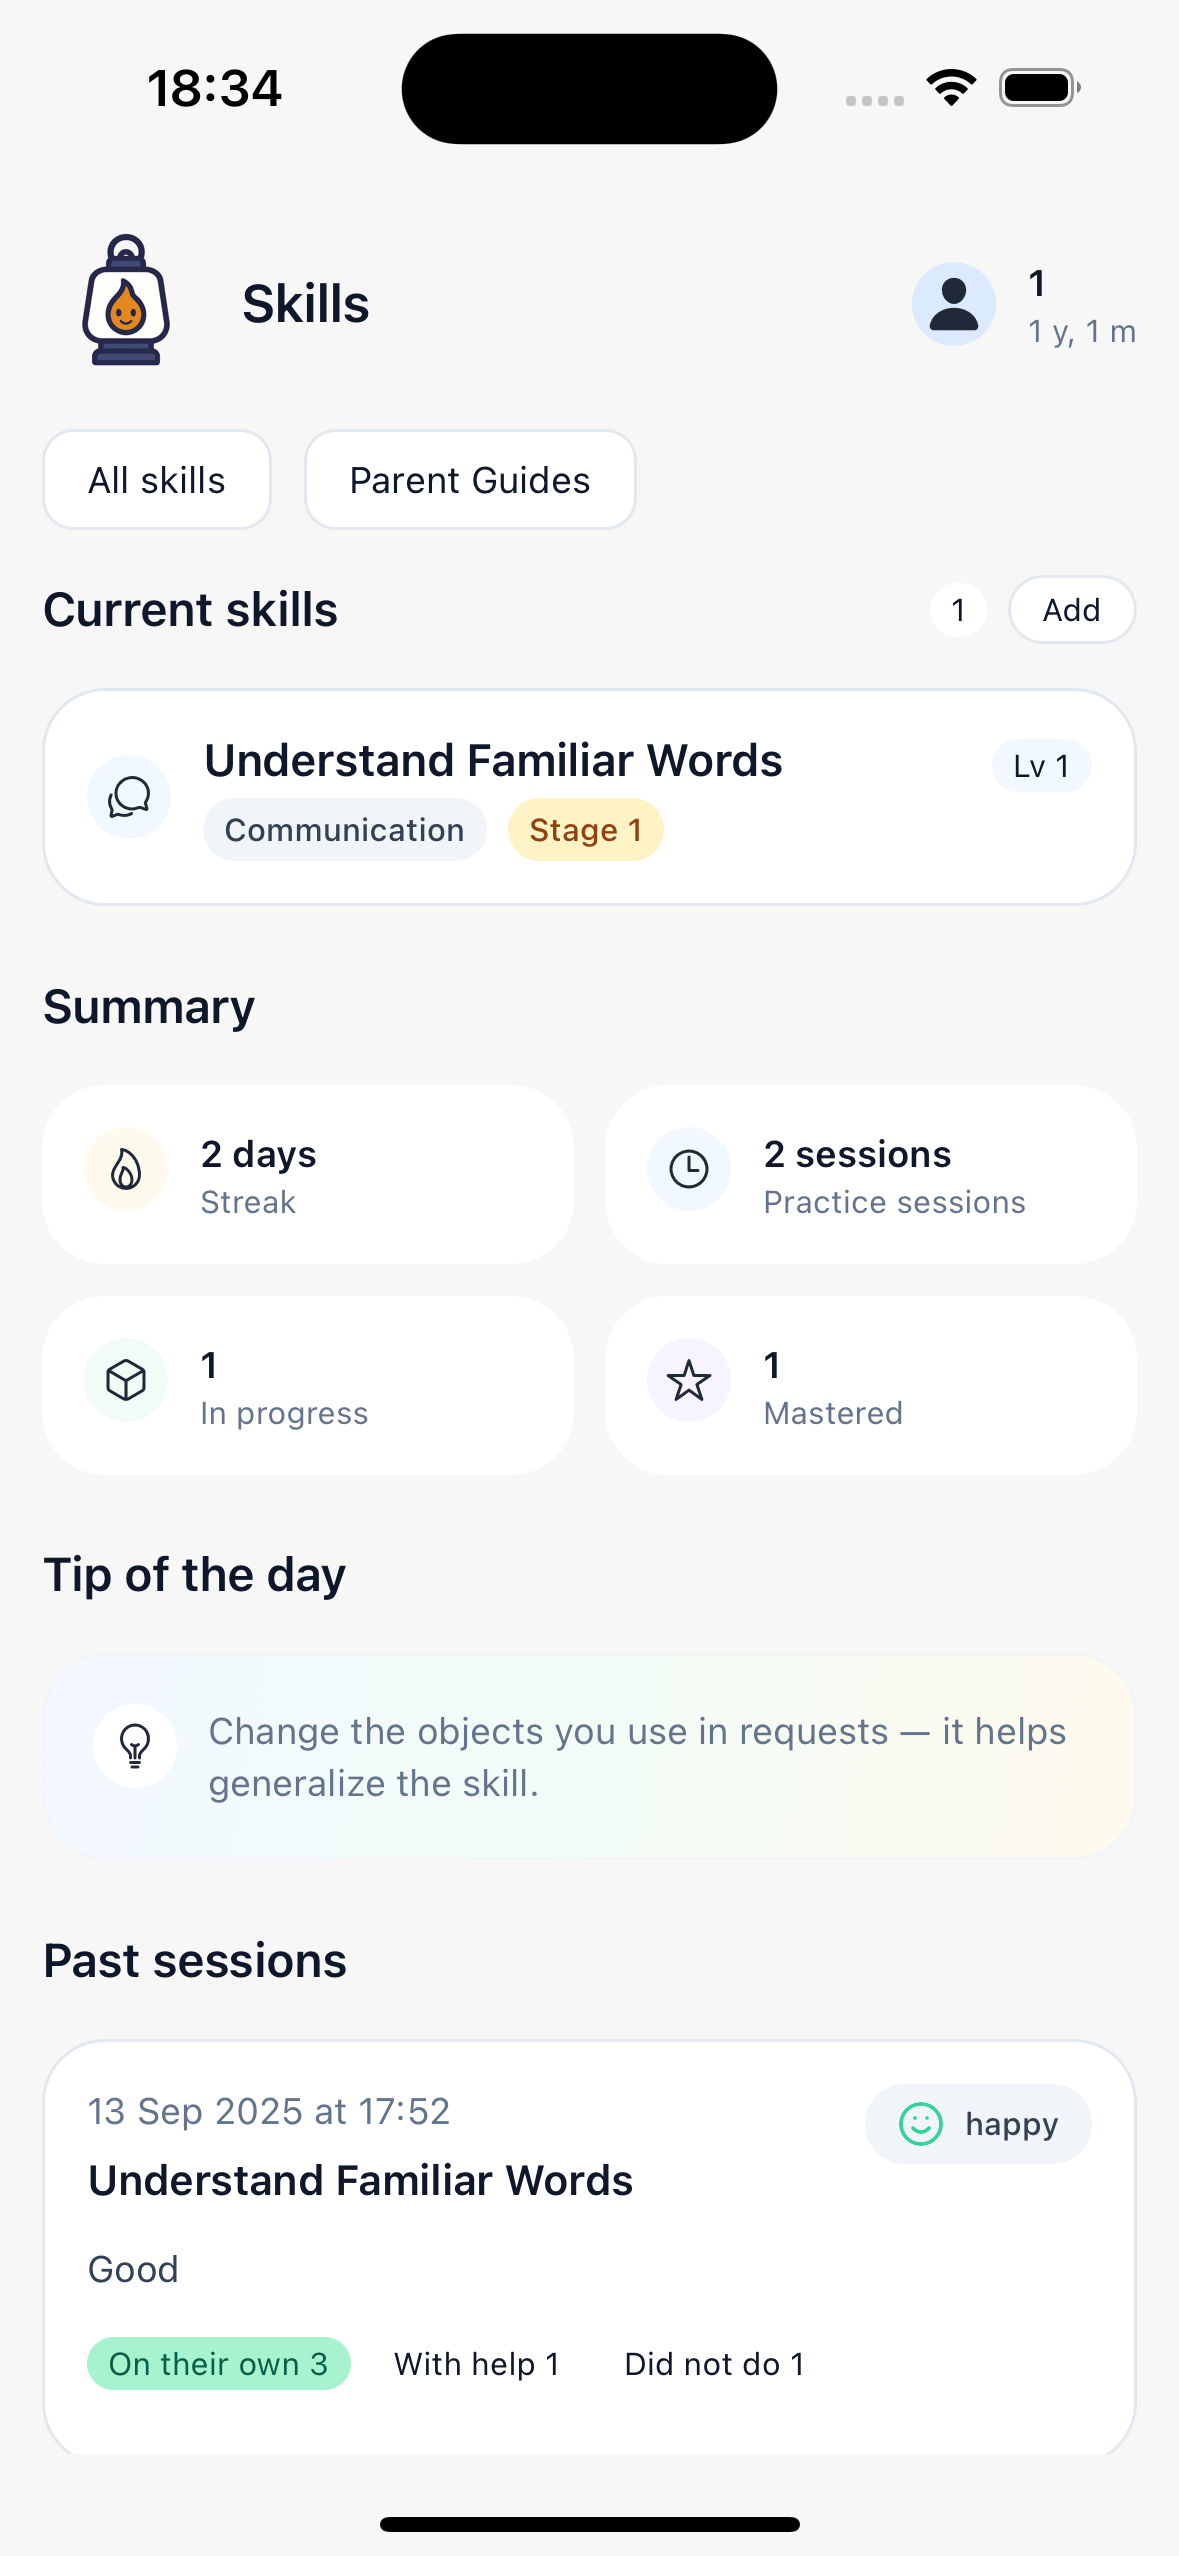 18:34
Skills
1
1 y, 1 m
All skills
Parent Guides
Current skills
1
Add
Understand Familiar Words
Lv 1
Communication
Stage 1
Summary
2 days
Streak
2 sessions
Practice sessions
1
In progress
1
Mastered
Tip of the day
Change the objects you use in requests — it helps
generalize the skill.
Past sessions
13 Sep 2025 at 17:52
happy
Understand Familiar Words
Good
On their own 3
With help 1
Did not do 1